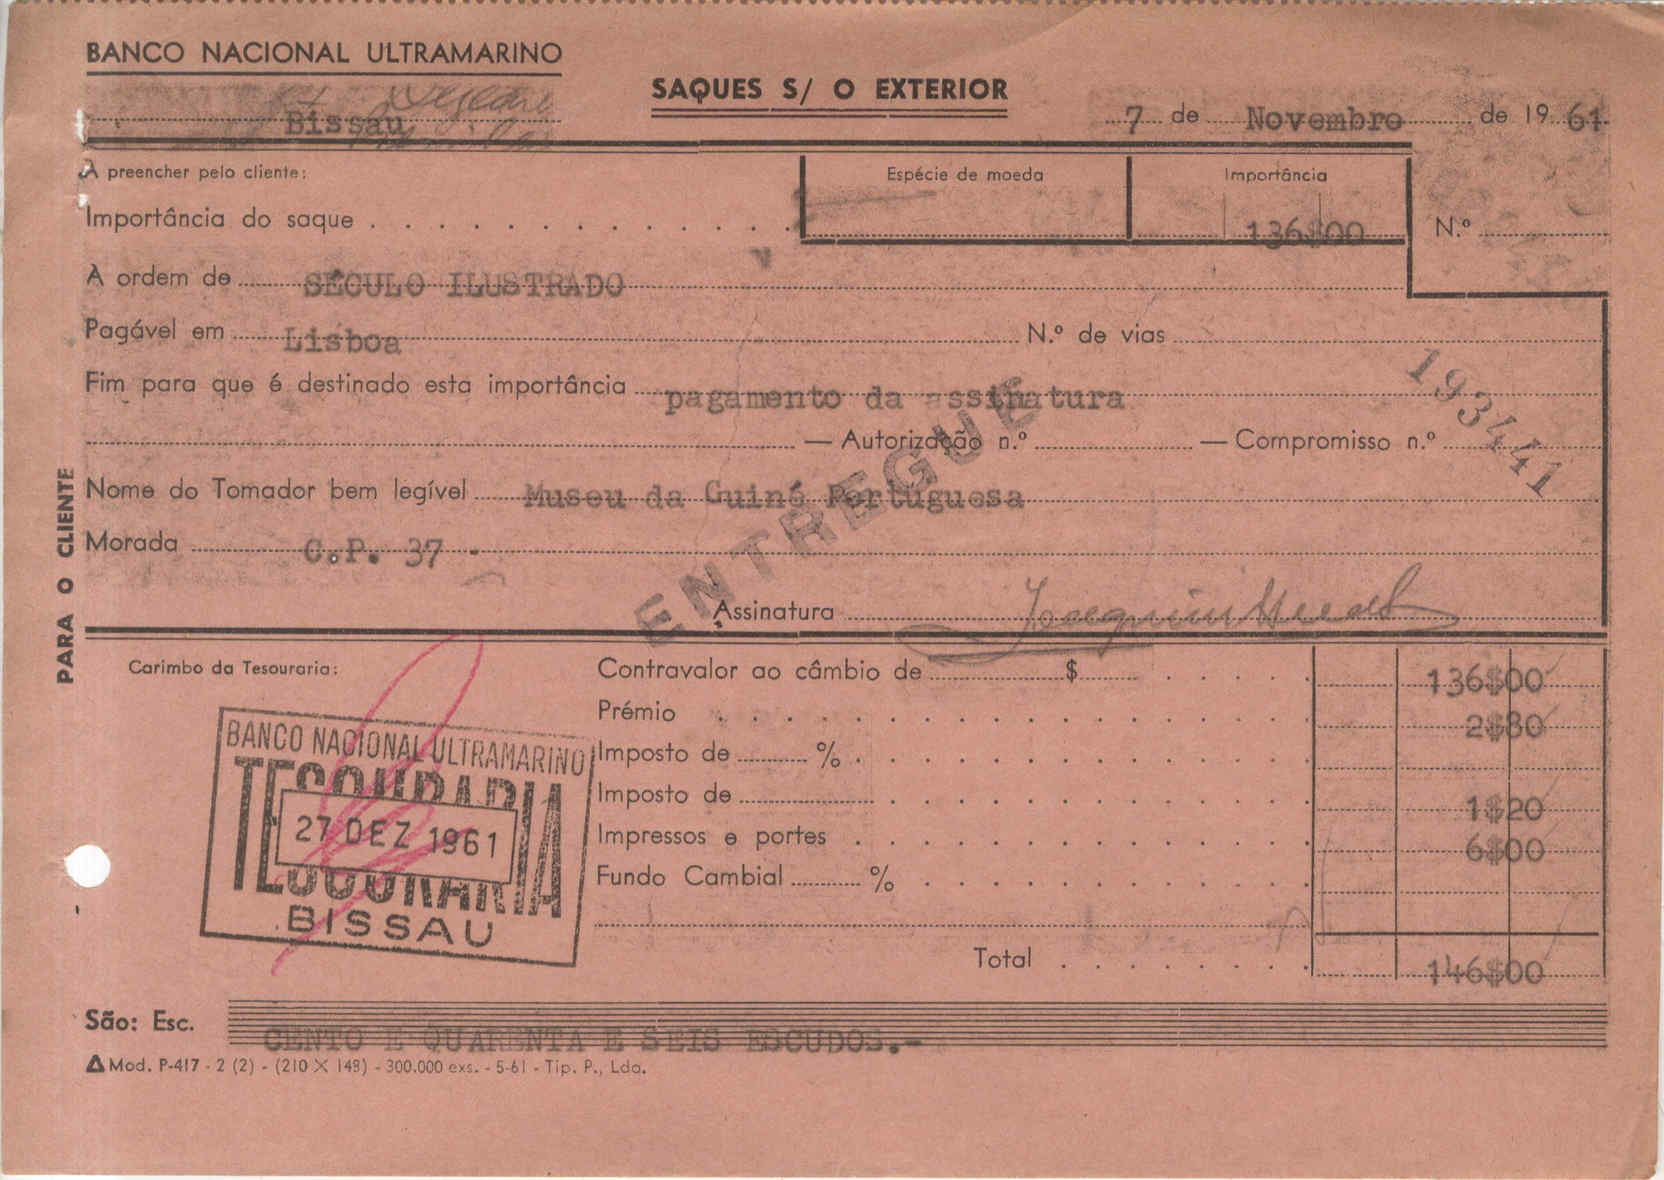 BANCO NACIONAL ULTRAMARINO
SAQUES S/ O EXTERIOR
Bissau
7 de Novembro de 1961
A preencher pelo cliente:
Espécie de moeda
Importância
Importância do saque
136$00
N.º
A ordem de SÉCULO ILUSTRADO
Pagável em Lisboa N.º de vias
Fim para que é destinado esta importância pagamento da assinatura
193441
— Autorização n.º — Compromisso n.º
Nome do Tomador bem legível Museu da Guiné Portuguesa
Morada C.P. 37 -
ENTREGUE
Assinatura Joaquim
PARA O CLIENTE
Carimbo da Tesouraria:
BANCO NACIONAL ULTRAMARINO
TESOURARIA
27 DEZ 1961
TESOURARIA
BISSAU
Contravalor ao câmbio de $ 136$00
Prémio 2$80
Imposto de %
Imposto de 1$20
Impressos e portes 6$00
Fundo Cambial %
Total 146$00
São: Esc. CENTO E QUARENTA E SEIS ESCUDOS.-
Mod. P-417 - 2 (2) - (210 X 148) - 300.000 exs. - 5-61 - Tip. P., Lda.